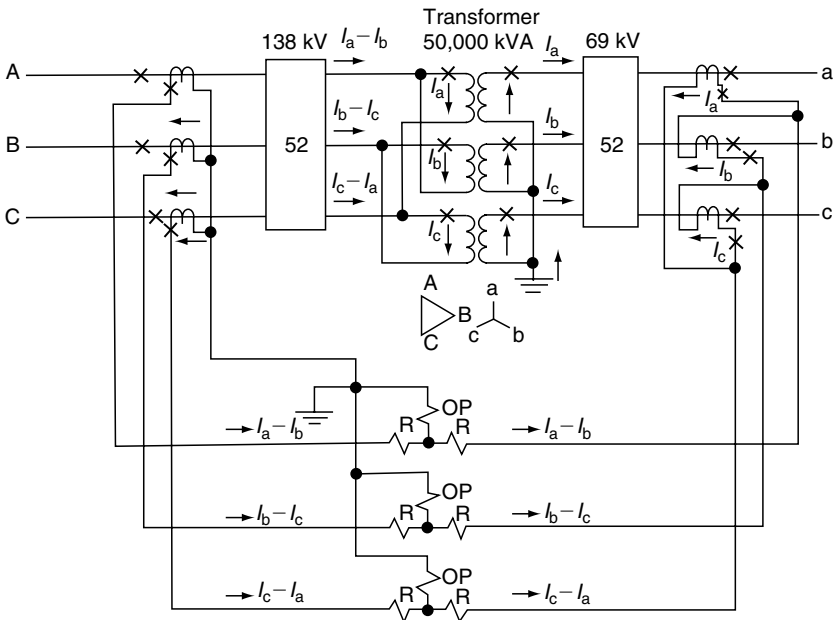 Transformer
50,000 kVA
138 kV
Ia−Ib
Ia
69 kV
A
a
Ia
Ia
Ib−Ic
Ib
B
52
52
b
Ib
Ib
Ic−Ia
Ic
C
c
Ic
Ic
A
B
C
a
c
b
OP
Ia−Ib
R
R
Ia−Ib
OP
Ib−Ic
R
R
Ib−Ic
OP
Ic−Ia
R
R
Ic−Ia